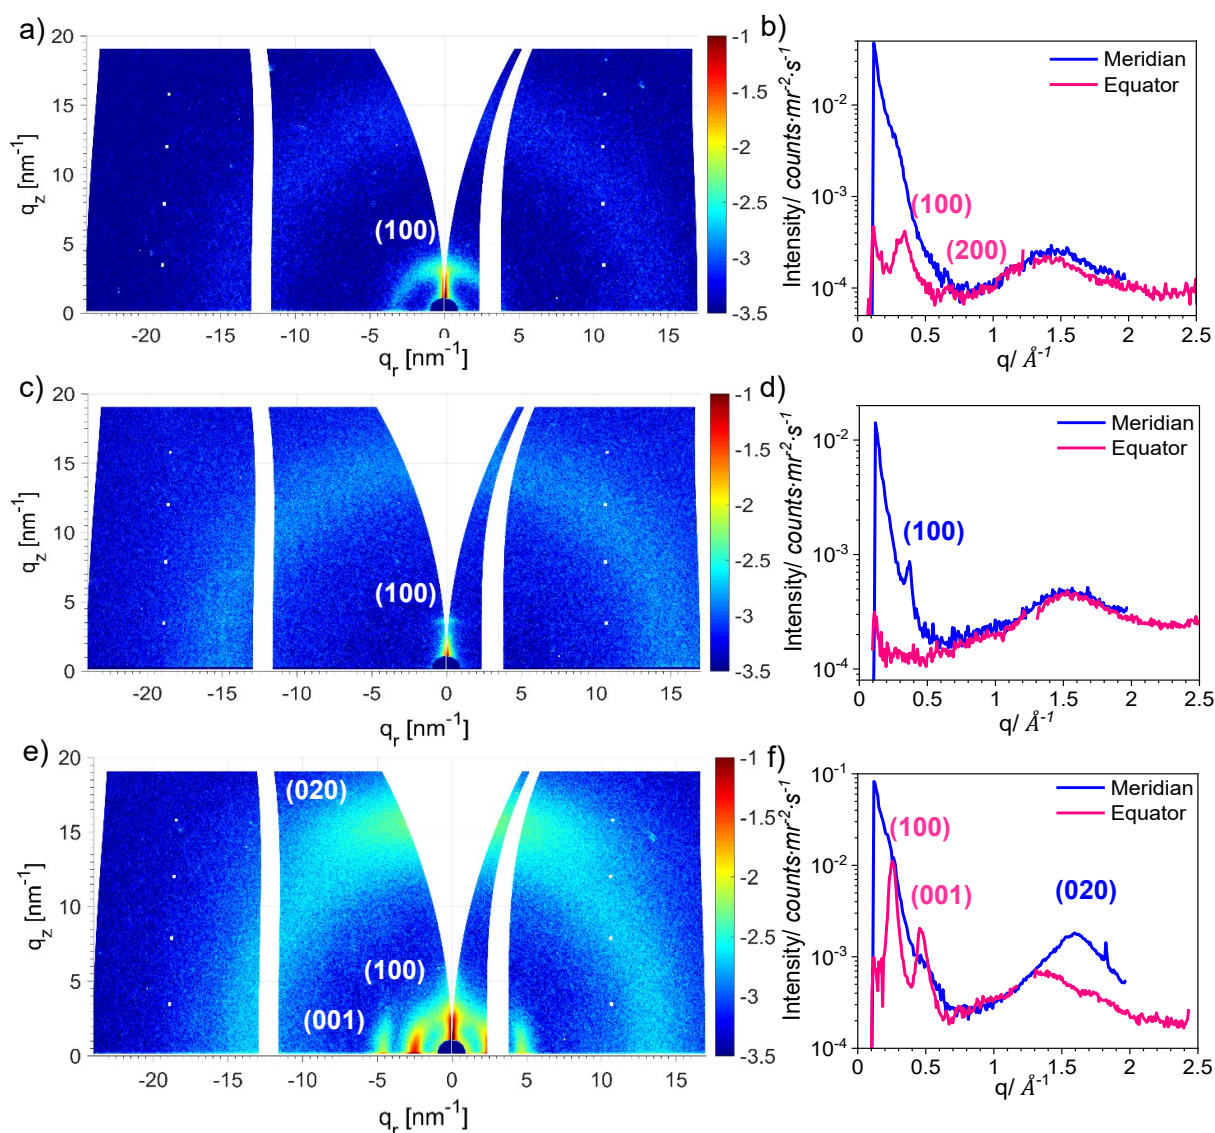 a)
20
15
10
5
0
q_z [nm⁻¹]
(100)
-20 -15 -10 -5 0 5 10 15
q_r [nm⁻¹]
-1
-1.5
-2
-2.5
-3
-3.5
b)
Intensity/ counts·mr⁻²·s⁻¹
10⁻²
10⁻³
10⁻⁴
Meridian
Equator
(100)
(200)
0 0.5 1 1.5 2 2.5
q/ Å⁻¹
c)
20
15
10
5
0
q_z [nm⁻¹]
(100)
-20 -15 -10 -5 0 5 10 15
q_r [nm⁻¹]
-1
-1.5
-2
-2.5
-3
-3.5
d)
Intensity/ counts·mr⁻²·s⁻¹
10⁻²
10⁻³
10⁻⁴
Meridian
Equator
(100)
0 0.5 1 1.5 2 2.5
q/ Å⁻¹
e)
20
15
10
5
0
q_z [nm⁻¹]
(020)
(100)
(001)
-20 -15 -10 -5 0 5 10 15
q_r [nm⁻¹]
-1
-1.5
-2
-2.5
-3
-3.5
f)
Intensity/ counts·mr⁻²·s⁻¹
10⁻¹
10⁻²
10⁻³
10⁻⁴
Meridian
Equator
(100)
(001)
(020)
0 0.5 1 1.5 2 2.5
q/ Å⁻¹